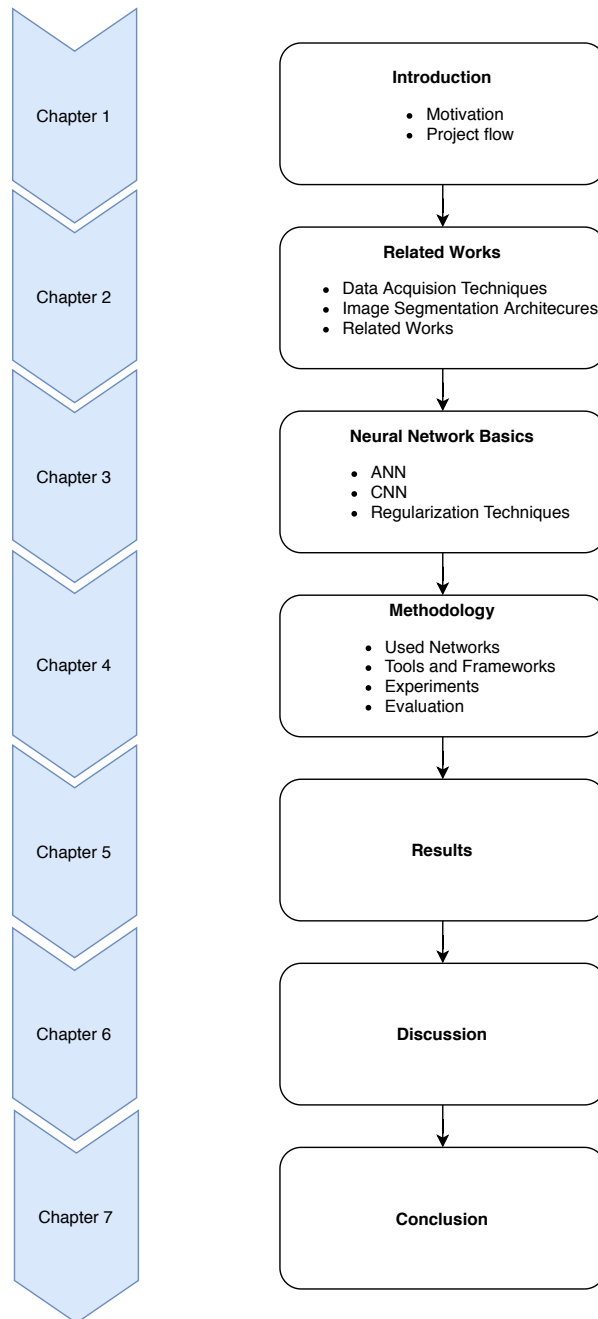 Chapter 1
Introduction
• Motivation
• Project flow
Chapter 2
Related Works
• Data Acquision Techniques
• Image Segmentation Architecures
• Related Works
Chapter 3
Neural Network Basics
• ANN
• CNN
• Regularization Techniques
Chapter 4
Methodology
• Used Networks
• Tools and Frameworks
• Experiments
• Evaluation
Chapter 5
Results
Chapter 6
Discussion
Chapter 7
Conclusion